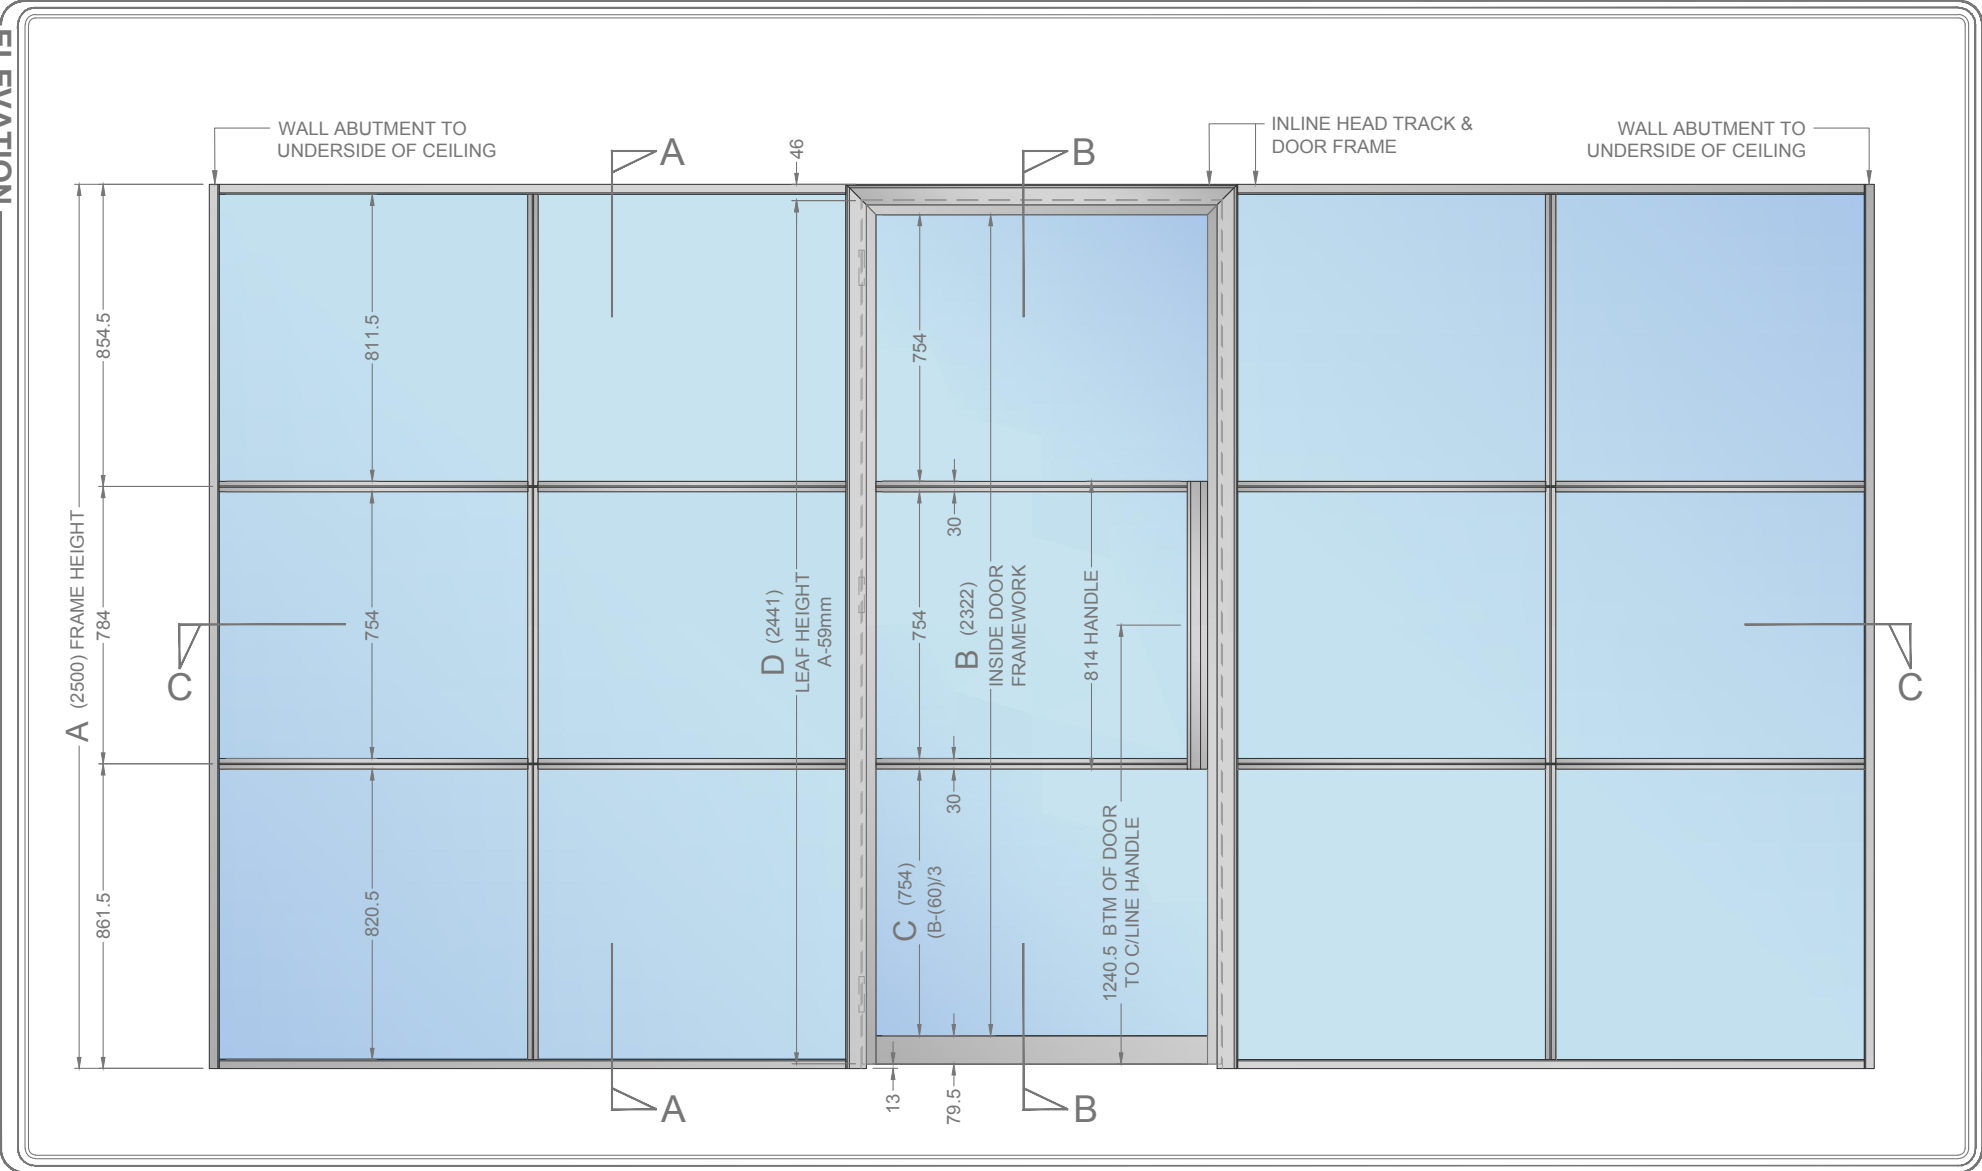 ELEVATION
WALL ABUTMENT TO
UNDERSIDE OF CEILING
A
46
B
INLINE HEAD TRACK &
DOOR FRAME
WALL ABUTMENT TO
UNDERSIDE OF CEILING
A (2500) FRAME HEIGHT
854.5
784
861.5
811.5
754
820.5
C
D (2441)
LEAF HEIGHT
A-59mm
754
754
C (754)
(B-(60)/3
30
30
B (2322)
INSIDE DOOR
FRAMEWORK
814 HANDLE
1240.5 BTM OF DOOR
TO C/LINE HANDLE
C
A
13
79.5
B